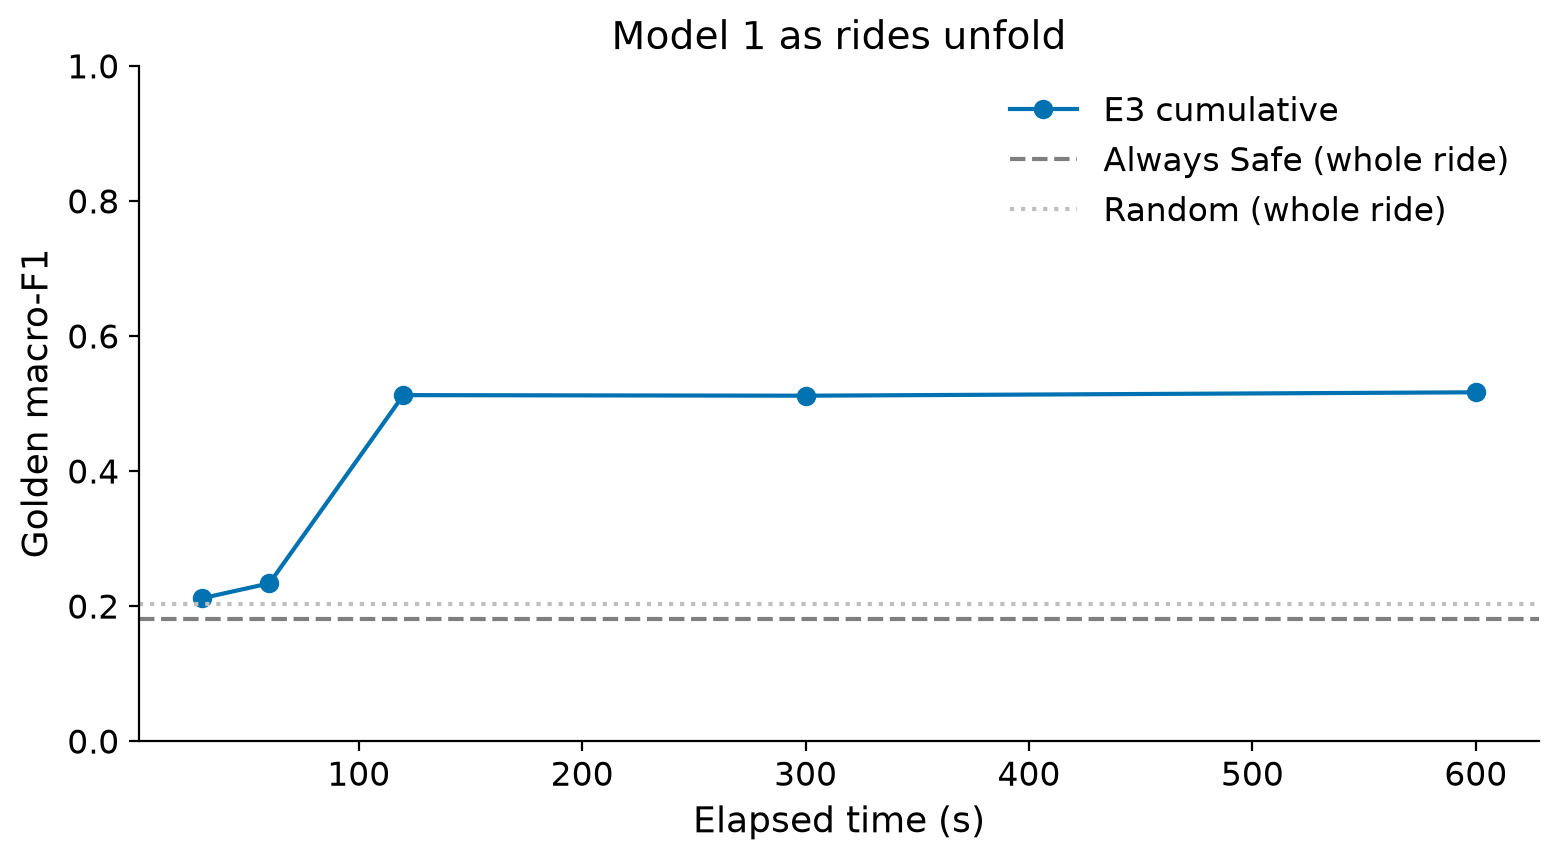 Model 1 as rides unfold
E3 cumulative
Always Safe (whole ride)
Random (whole ride)
Golden macro-F1
1.0
0.8
0.6
0.4
0.2
0.0
100 200 300 400 500 600
Elapsed time (s)